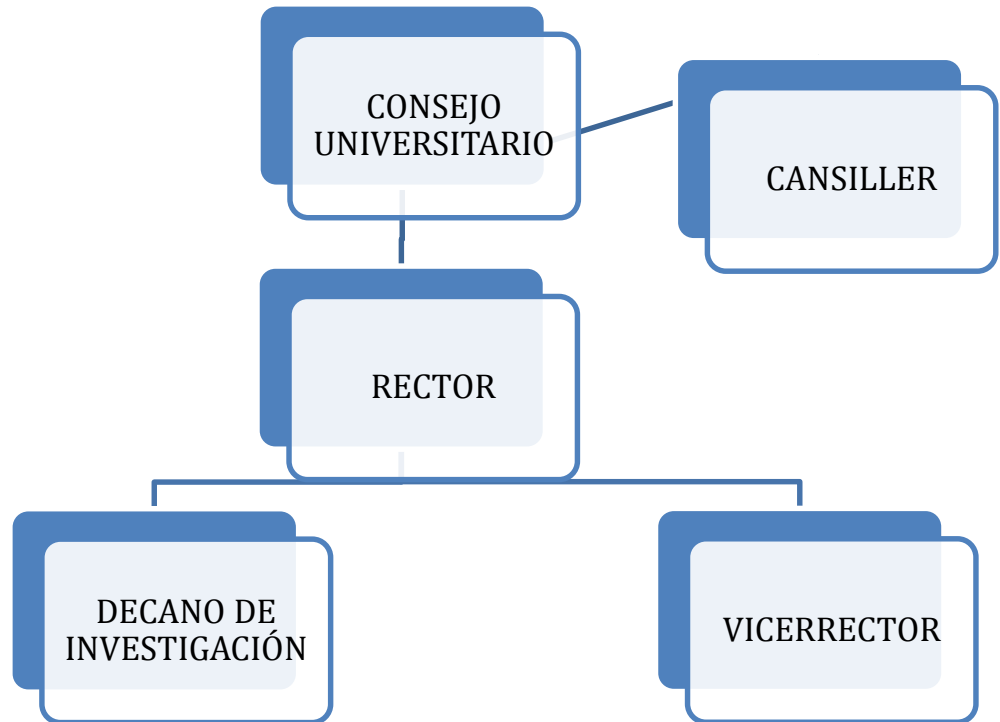 CONSEJO
UNIVERSITARIO
CANSILLER
RECTOR
DECANO DE
INVESTIGACIÓN
VICERRECTOR